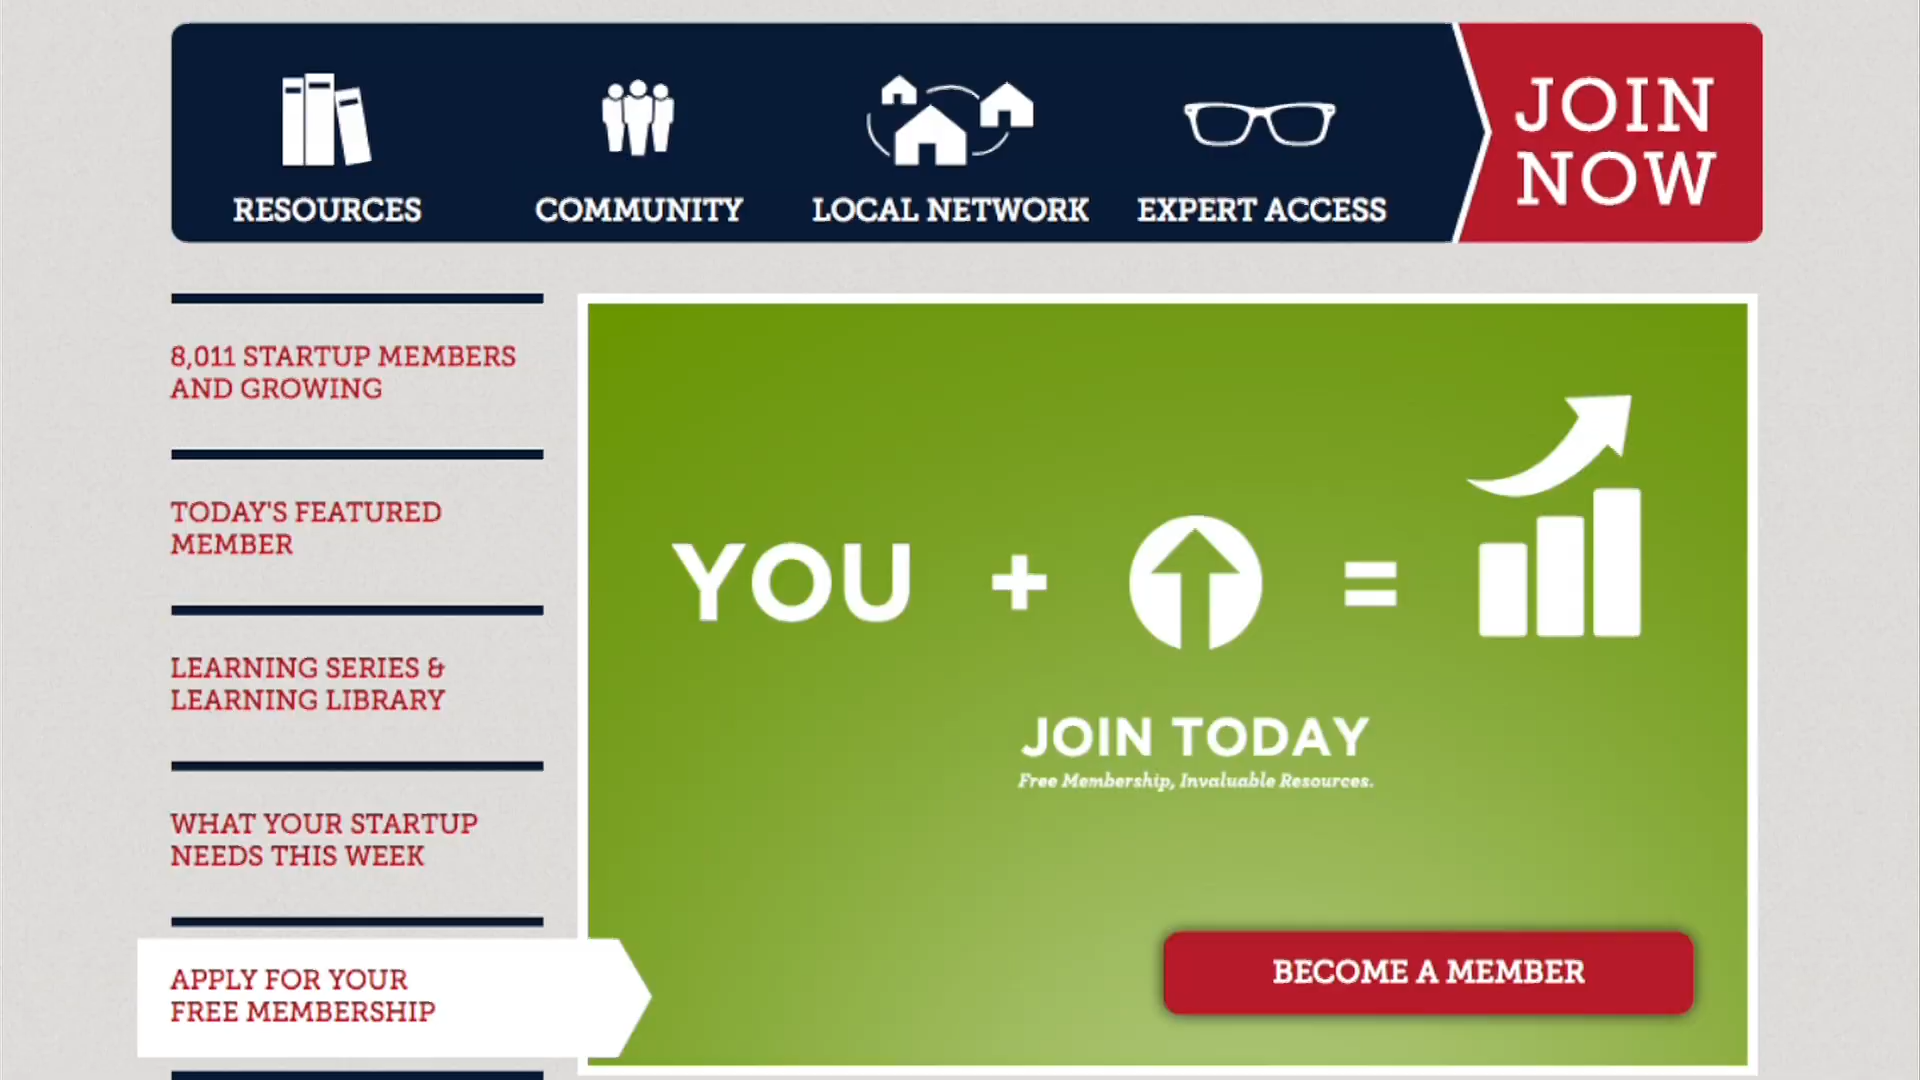 RESOURCES
COMMUNITY
LOCAL NETWORK
EXPERT ACCESS
JOIN
NOW
8,011 STARTUP MEMBERS
AND GROWING
TODAY'S FEATURED
MEMBER
LEARNING SERIES &
LEARNING LIBRARY
WHAT YOUR STARTUP
NEEDS THIS WEEK
APPLY FOR YOUR
FREE MEMBERSHIP
YOU + =
JOIN TODAY
Free Membership, Invaluable Resources.
BECOME A MEMBER